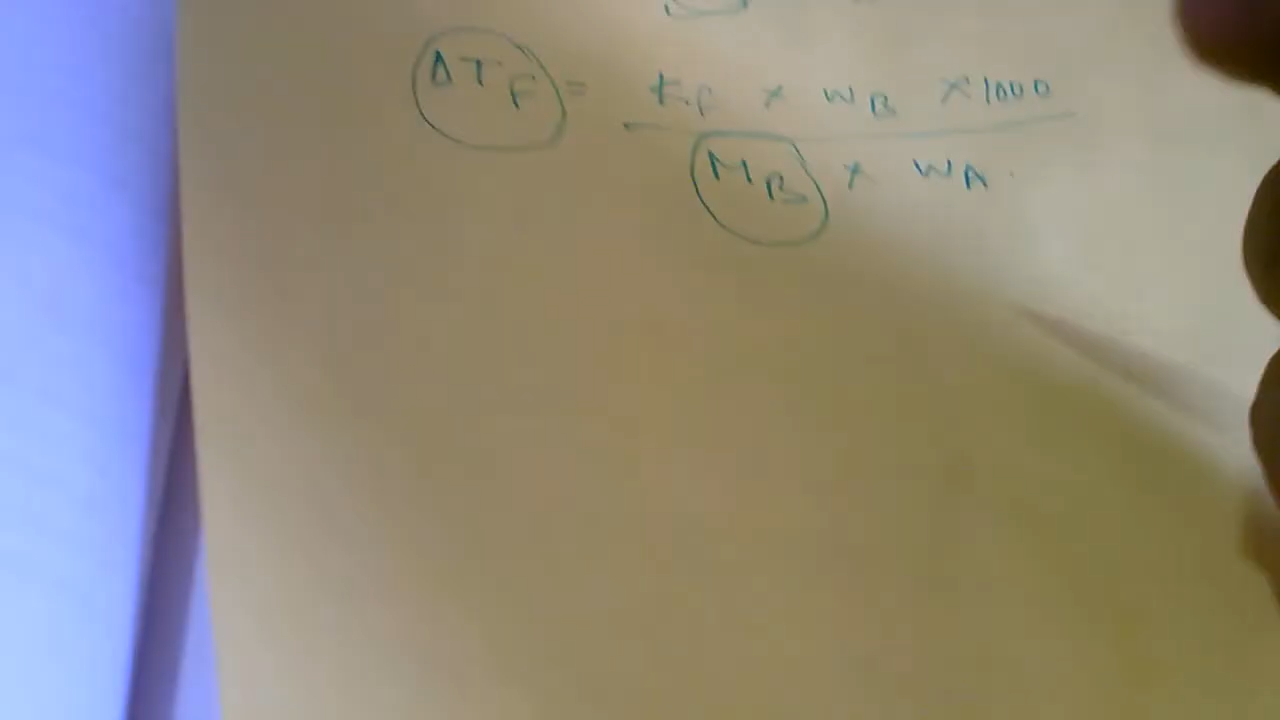 ΔTF = KF × WB × 1000
MB × WA